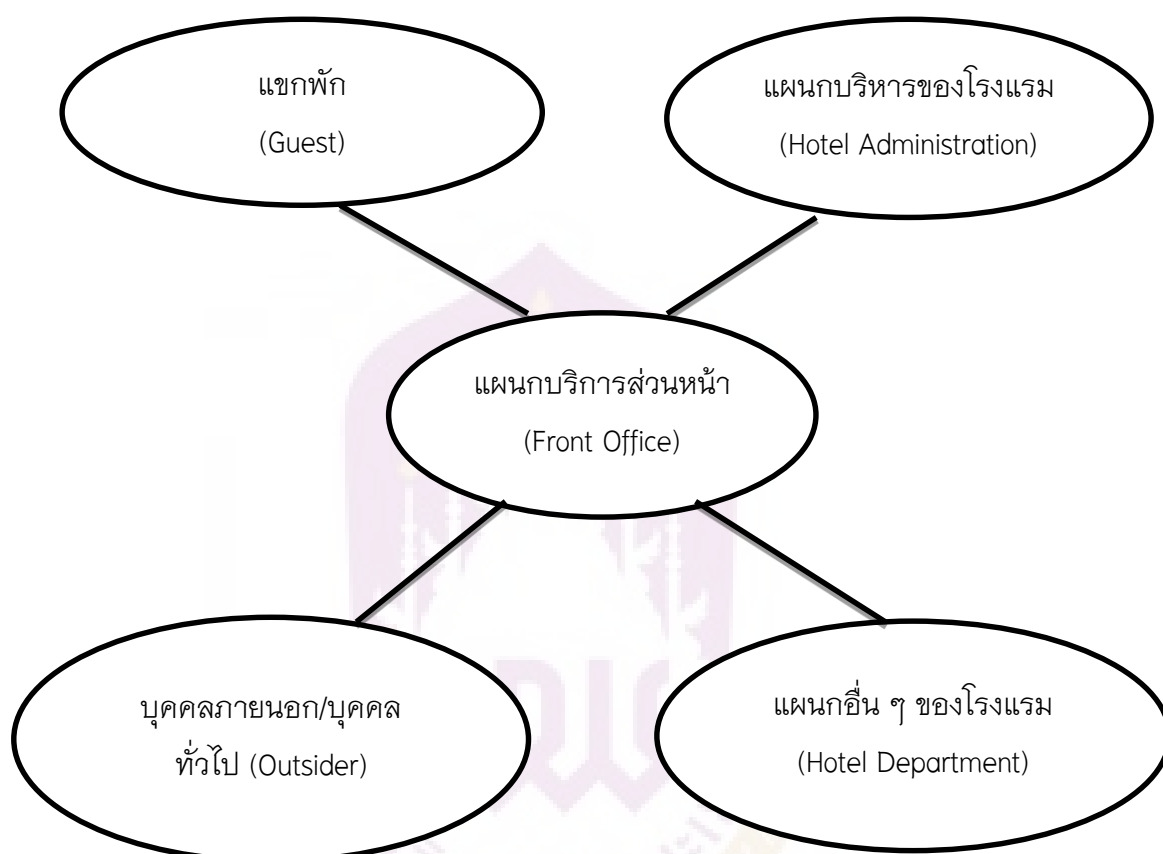 แขกพัก
(Guest)
แผนกบริหารของโรงแรม
(Hotel Administration)
แผนกบริการส่วนหน้า
(Front Office)
บุคคลภายนอก/บุคคล
ทั่วไป (Outsider)
แผนกอื่น ๆ ของโรงแรม
(Hotel Department)